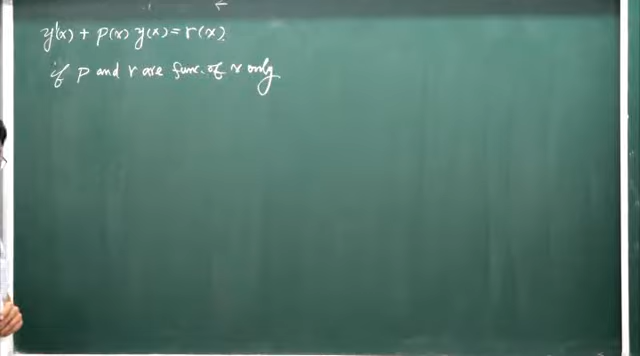 y'(x) + p(x) y(x) = r(x).
if p and r are func. of x only